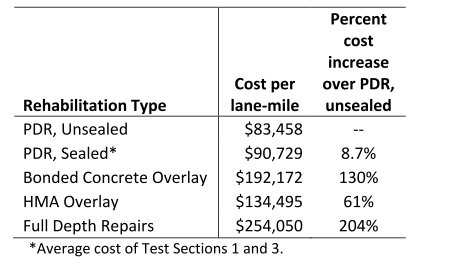 Percent
cost
increase
Cost per over PDR,
Rehabilitation Type lane-mile unsealed
PDR, Unsealed $83,458 --
PDR, Sealed* $90,729 8.7%
Bonded Concrete Overlay $192,172 130%
HMA Overlay $134,495 61%
Full Depth Repairs $254,050 204%
*Average cost of Test Sections 1 and 3.